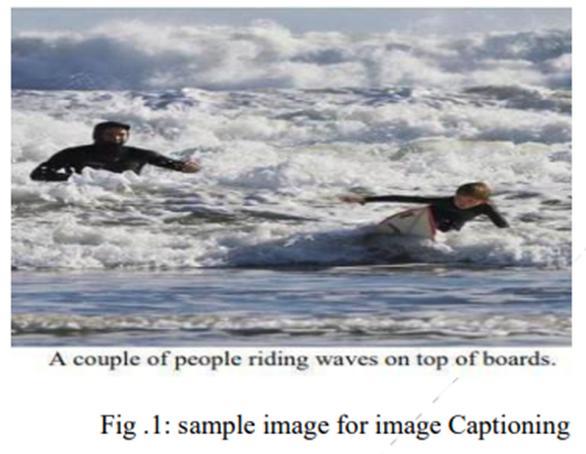 A couple of people riding waves on top of boards.
Fig .1: sample image for image Captioning